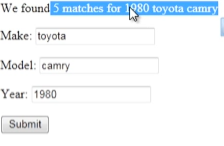 We found 5 matches for 1980 toyota camry
Make: toyota
Model: camry
Year: 1980
Submit